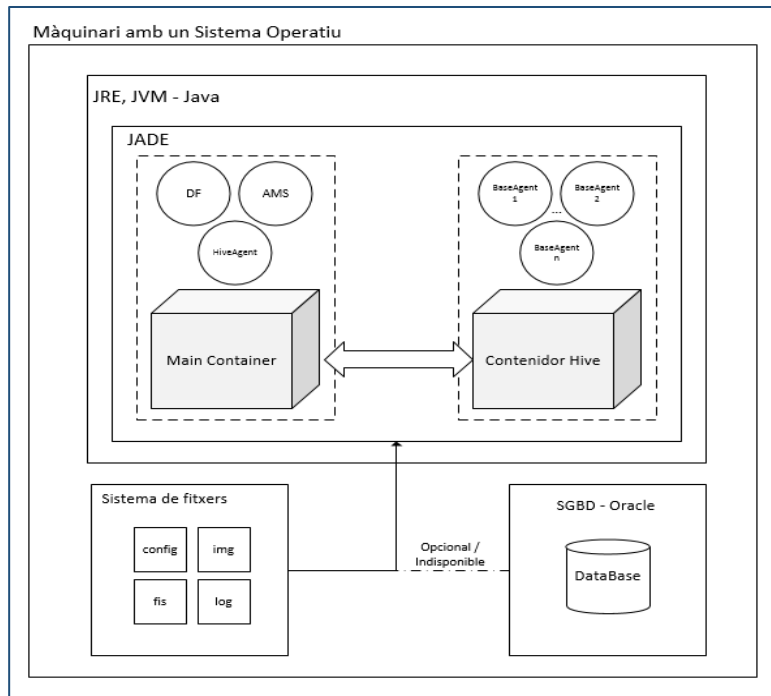 Màquinari amb un Sistema Operatiu
JRE, JVM - Java
JADE
DF
AMS
HiveAgent
BaseAgent
1
BaseAgent
2
...
BaseAgent
n
Main Container
Contenidor Hive
Sistema de fitxers
config
img
fis
log
Opcional /
Indisponible
SGBD - Oracle
DataBase